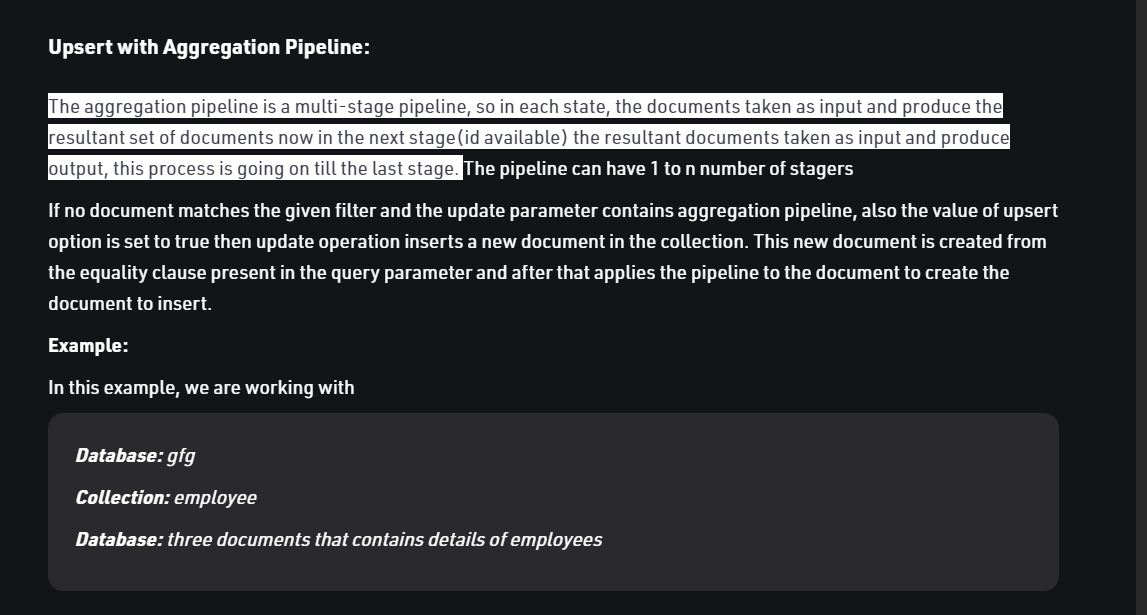 Upsert with Aggregation Pipeline:
The aggregation pipeline is a multi-stage pipeline, so in each state, the documents taken as input and produce the
resultant set of documents now in the next stage(id available) the resultant documents taken as input and produce
output, this process is going on till the last stage. The pipeline can have 1 to n number of stagers
If no document matches the given filter and the update parameter contains aggregation pipeline, also the value of upsert
option is set to true then update operation inserts a new document in the collection. This new document is created from
the equality clause present in the query parameter and after that applies the pipeline to the document to create the
document to insert.
Example:
In this example, we are working with
Database: gfg
Collection: employee
Database: three documents that contains details of employees